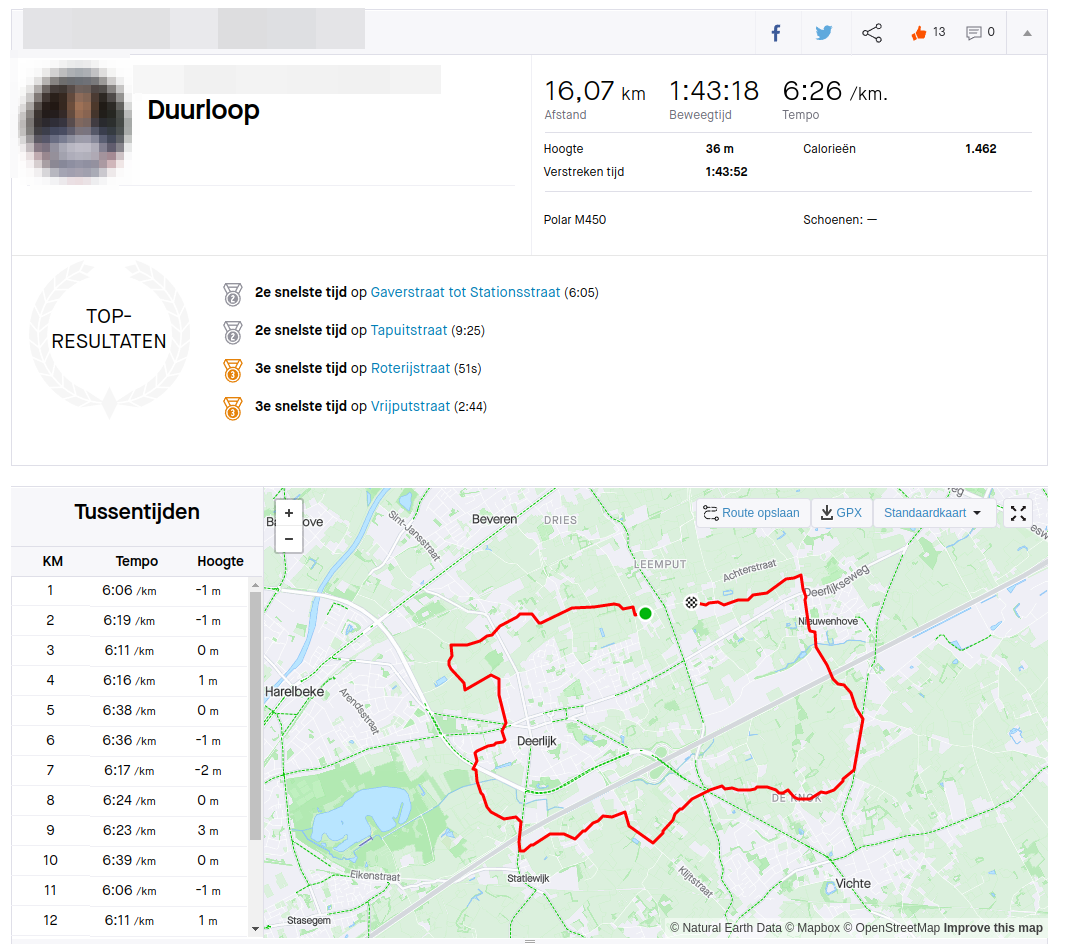 13
0
Duurloop
16,07 km 1:43:18 6:26 /km.
Afstand Beweegtijd Tempo
Hoogte 36 m Calorieën 1.462
Verstreken tijd 1:43:52
Polar M450 Schoenen: —
TOP-
RESULTATEN
2 2e snelste tijd op Gaverstraat tot Stationsstraat (6:05)
2 2e snelste tijd op Tapuitstraat (9:25)
3 3e snelste tijd op Roterijstraat (51s)
3 3e snelste tijd op Vrijputstraat (2:44)
Tussentijden
KM Tempo Hoogte
1 6:06 /km -1 m
2 6:19 /km -1 m
3 6:11 /km 0 m
4 6:16 /km 1 m
5 6:38 /km 0 m
6 6:36 /km -1 m
7 6:17 /km -2 m
8 6:24 /km 0 m
9 6:23 /km 3 m
10 6:39 /km 0 m
11 6:06 /km -1 m
12 6:11 /km 1 m
+
−
Route opslaan
GPX
Standaardkaart
Beveren
DRIES
Sint-Jansstraat
LEEMPUT
Achterstraat
Deerlijkseweg
Nieuwenhove
Harelbeke
Arendsstraat
Deerlijk
DE KNOK
Eikenstraat
Statiewijk
Klijtstraat
Vichte
Stasegem
© Natural Earth Data © Mapbox © OpenStreetMap Improve this map